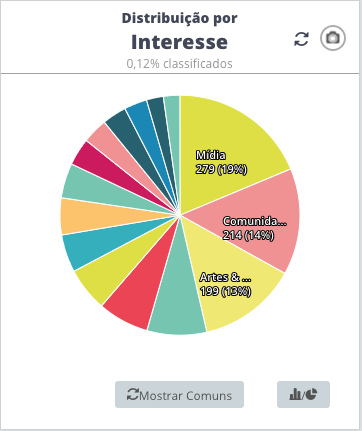 Distribuição por
Interesse
0,12% classificados
Mídia
279 (19%)
Comunida...
214 (14%)
Artes & ...
199 (13%)
Mostrar Comuns
/